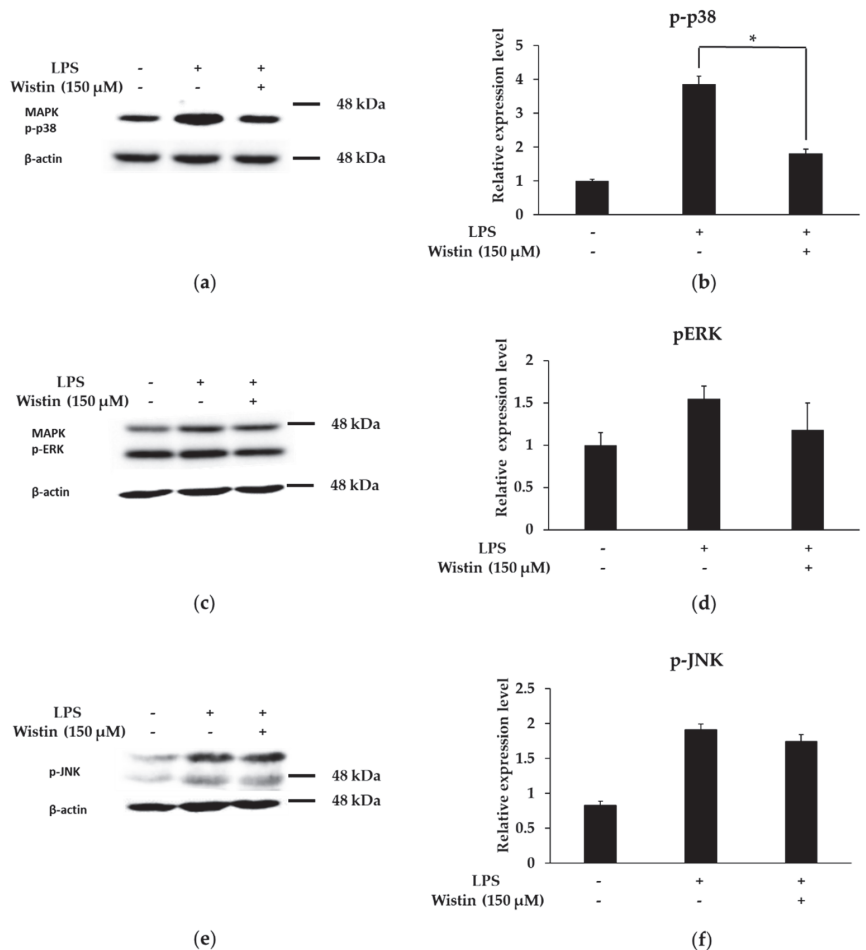 LPS - + +
Wistin (150 μM) - - +
MAPK
p-p38
48 kDa
β-actin
48 kDa
(a)
p-p38
Relative expression level
5
4
3
2
1
0
*
LPS - + +
Wistin (150 μM) - - +
(b)
LPS - + +
Wistin (150 μM) - - +
MAPK
p-ERK
48 kDa
β-actin
48 kDa
(c)
pERK
Relative expression level
2
1.5
1
0.5
0
LPS - + +
Wistin (150 μM) - - +
(d)
LPS - + +
Wistin (150 μM) - - +
p-JNK
48 kDa
β-actin
48 kDa
(e)
p-JNK
Relative expression level
2.5
2
1.5
1
0.5
0
LPS - + +
Wistin (150 μM) - - +
(f)